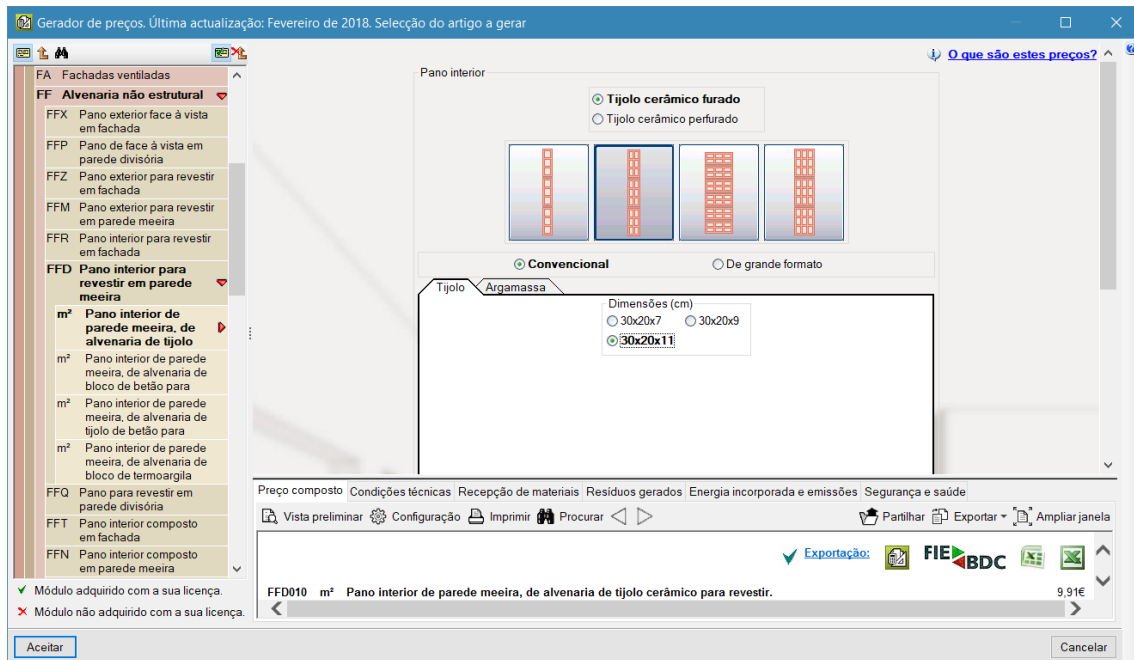 Gerador de preços. Última actualização: Fevereiro de 2018. Selecção do artigo a gerar
FA Fachadas ventiladas
FF Alvenaria não estrutural
FFX Pano exterior face à vista
em fachada
FFP Pano de face à vista em
parede divisória
FFZ Pano exterior para revestir
em fachada
FFM Pano exterior para revestir
em parede meeira
FFR Pano interior para revestir
em fachada
FFD Pano interior para
revestir em parede
meeira
m² Pano interior de
parede meeira, de
alvenaria de tijolo
m² Pano interior de parede
meeira, de alvenaria de
bloco de betão para
m² Pano interior de parede
meeira, de alvenaria de
tijolo de betão para
m² Pano interior de parede
meeira, de alvenaria de
bloco de termoargila
FFQ Pano para revestir em
parede divisória
FFT Pano interior composto
em fachada
FFN Pano interior composto
em parede meeira
Módulo adquirido com a sua licença.
Módulo não adquirido com a sua licença.
O que são estes preços?
Pano interior
Tijolo cerâmico furado
Tijolo cerâmico perfurado
Convencional De grande formato
Tijolo Argamassa
Dimensões (cm)
30x20x7 30x20x9
30x20x11
Preço composto Condições técnicas Recepção de materiais Resíduos gerados Energia incorporada e emissões Segurança e saúde
Vista preliminar Configuração Imprimir Procurar Partilhar Exportar Ampliar janela
Exportação: FIE BDC
FFD010 m² Pano interior de parede meeira, de alvenaria de tijolo cerâmico para revestir. 9,91€
Aceitar Cancelar